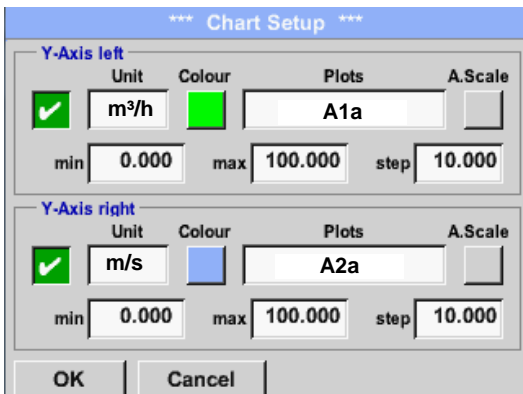 *** Chart Setup ***
Y-Axis left
Unit Colour Plots A.Scale
m³/h A1a
min 0.000 max 100.000 step 10.000
Y-Axis right
Unit Colour Plots A.Scale
m/s A2a
min 0.000 max 100.000 step 10.000
OK Cancel